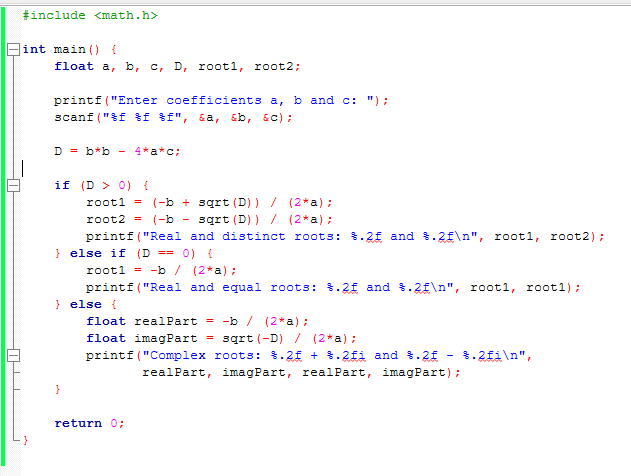 #include <math.h>
int main() {
float a, b, c, D, root1, root2;
printf("Enter coefficients a, b and c: ");
scanf("%f %f %f", &a, &b, &c);
D = b*b - 4*a*c;
if (D > 0) {
root1 = (-b + sqrt(D)) / (2*a);
root2 = (-b - sqrt(D)) / (2*a);
printf("Real and distinct roots: %.2f and %.2f\n", root1, root2);
} else if (D == 0) {
root1 = -b / (2*a);
printf("Real and equal roots: %.2f and %.2f\n", root1, root1);
} else {
float realPart = -b / (2*a);
float imagPart = sqrt(-D) / (2*a);
printf("Complex roots: %.2f + %.2fi and %.2f - %.2fi\n",
realPart, imagPart, realPart, imagPart);
}
return 0;
}